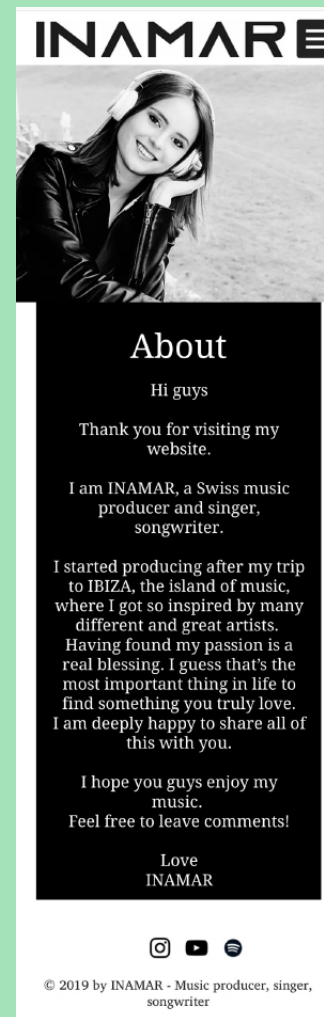 INAMAR
About
Hi guys
Thank you for visiting my
website.
I am INAMAR, a Swiss music
producer and singer,
songwriter.
I started producing after my trip
to IBIZA, the island of music,
where I got so inspired by many
different and great artists.
Having found my passion is a
real blessing. I guess that’s the
most important thing in life to
find something you truly love.
I am deeply happy to share all of
this with you.
I hope you guys enjoy my
music.
Feel free to leave comments!
Love
INAMAR
© 2019 by INAMAR - Music producer, singer,
songwriter